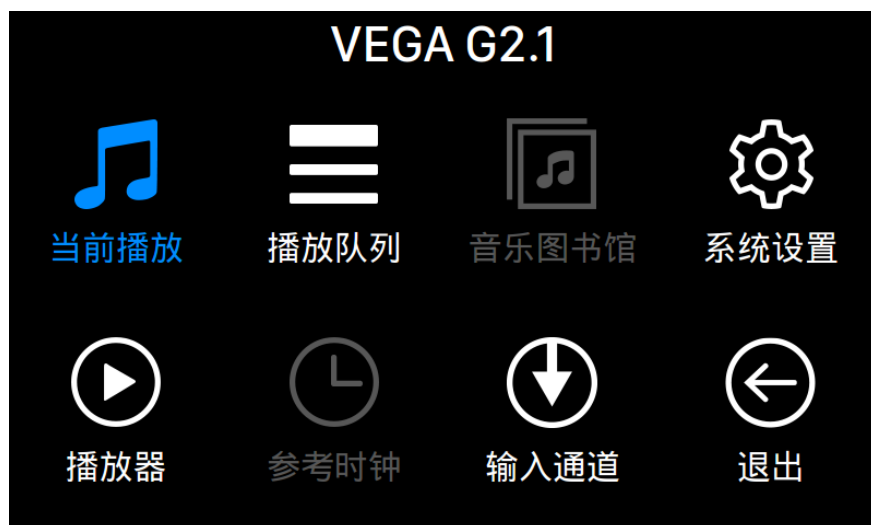 VEGA G2.1
当前播放
播放队列
音乐图书馆
系统设置
播放器
参考时钟
输入通道
退出